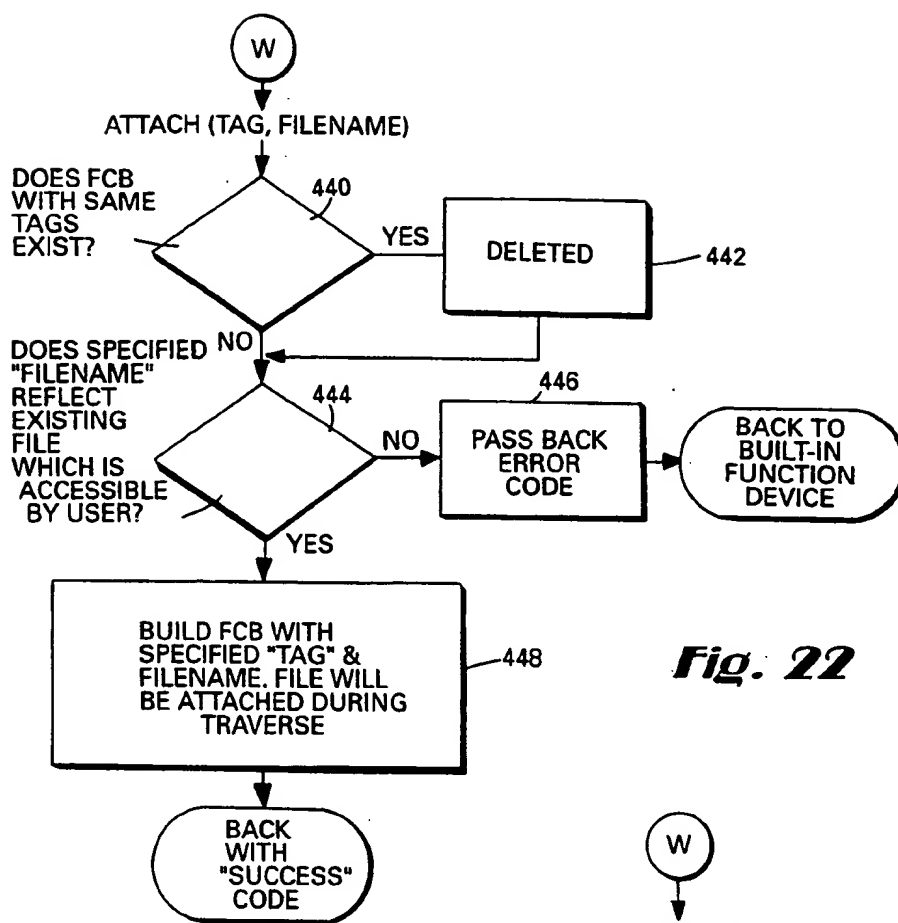 W
ATTACH (TAG, FILENAME)
DOES FCB
WITH SAME
TAGS
EXIST?
440
YES
DELETED
442
NO
DOES SPECIFIED
"FILENAME"
REFLECT
EXISTING
FILE
WHICH IS
ACCESSIBLE
BY USER?
444
NO
446
PASS BACK
ERROR
CODE
BACK TO
BUILT-IN
FUNCTION
DEVICE
YES
BUILD FCB WITH
SPECIFIED "TAG" &
FILENAME. FILE WILL
BE ATTACHED DURING
TRAVERSE
448
Fig. 22
BACK
WITH
"SUCCESS"
CODE
W